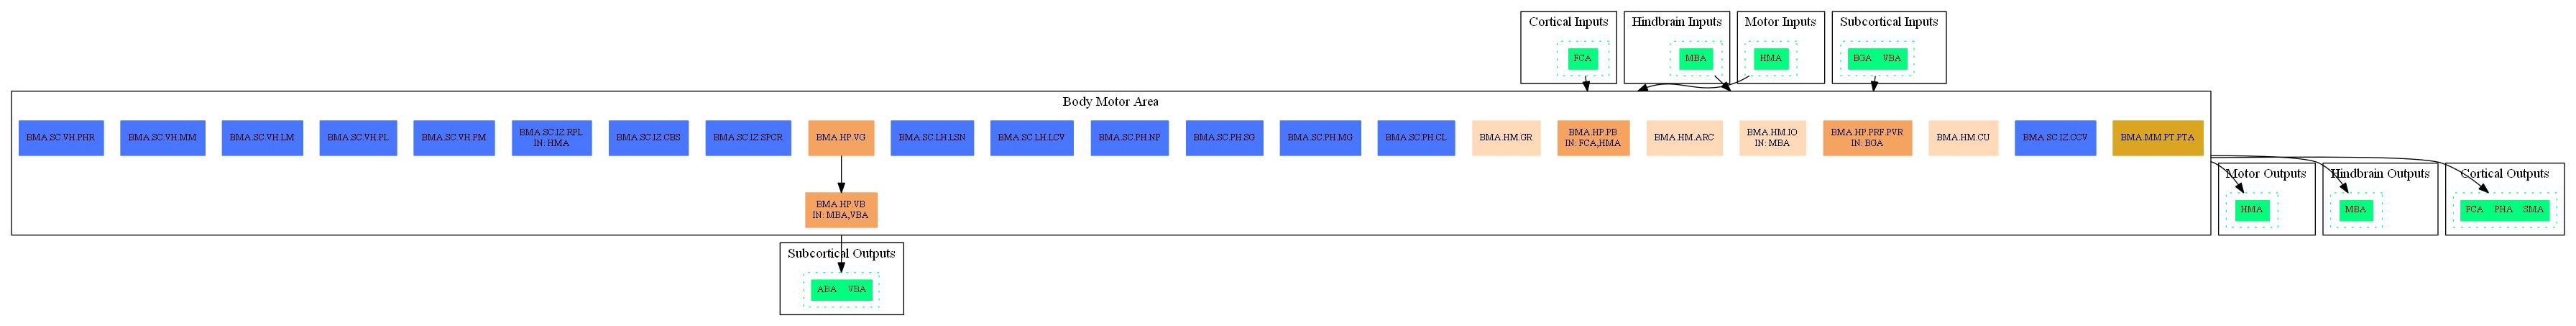 Cortical Inputs
Hindbrain Inputs
Motor Inputs
Subcortical Inputs
FCA
MBA
HMA
BGA VBA
Body Motor Area
BMA.SC.VH.PHR
BMA.SC.VH.MM
BMA.SC.VH.LM
BMA.SC.VH.PL
BMA.SC.VH.PM
BMA.SC.IZ.RPL
IN: HMA
BMA.SC.IZ.CBS
BMA.SC.IZ.SPCR
BMA.HP.VG
BMA.SC.LH.LSN
BMA.SC.LH.LCV
BMA.SC.PH.NP
BMA.SC.PH.SG
BMA.SC.PH.MG
BMA.SC.PH.CL
BMA.HM.GR
BMA.HP.PB
IN: FCA,HMA
BMA.HM.ARC
BMA.HM.IO
IN: MBA
BMA.HP.PRF.PVR
IN: BGA
BMA.HM.CU
BMA.SC.IZ.CCV
BMA.MM.PT.PTA
BMA.HP.VB
IN: MBA,VBA
Motor Outputs
Hindbrain Outputs
Cortical Outputs
HMA
MBA
FCA PHA SMA
Subcortical Outputs
ABA VBA